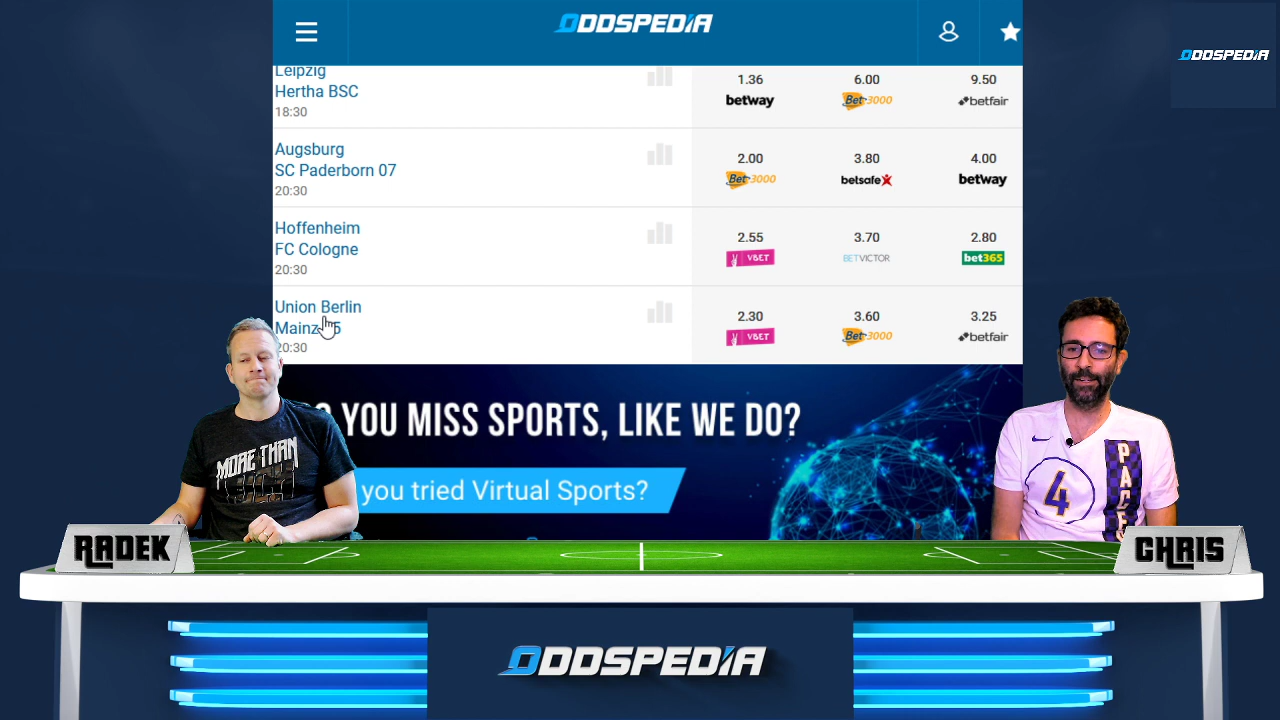 ODDSPEDIA
ODDSPEDIA
Leipzig
Hertha BSC
18:30
1.36 6.00 9.50
betway Bet3000 betfair
Augsburg
SC Paderborn 07
20:30
2.00 3.80 4.00
Bet3000 betsafe betway
Hoffenheim
FC Cologne
20:30
2.55 3.70 2.80
VBET BETVICTOR bet365
Union Berlin
Mainz 5
20:30
2.30 3.60 3.25
VBET Bet3000 betfair
YOU MISS SPORTS, LIKE WE DO?
you tried Virtual Sports?
MORE THAN
PACE
4
RADEK
CHRIS
ODDSPEDIA